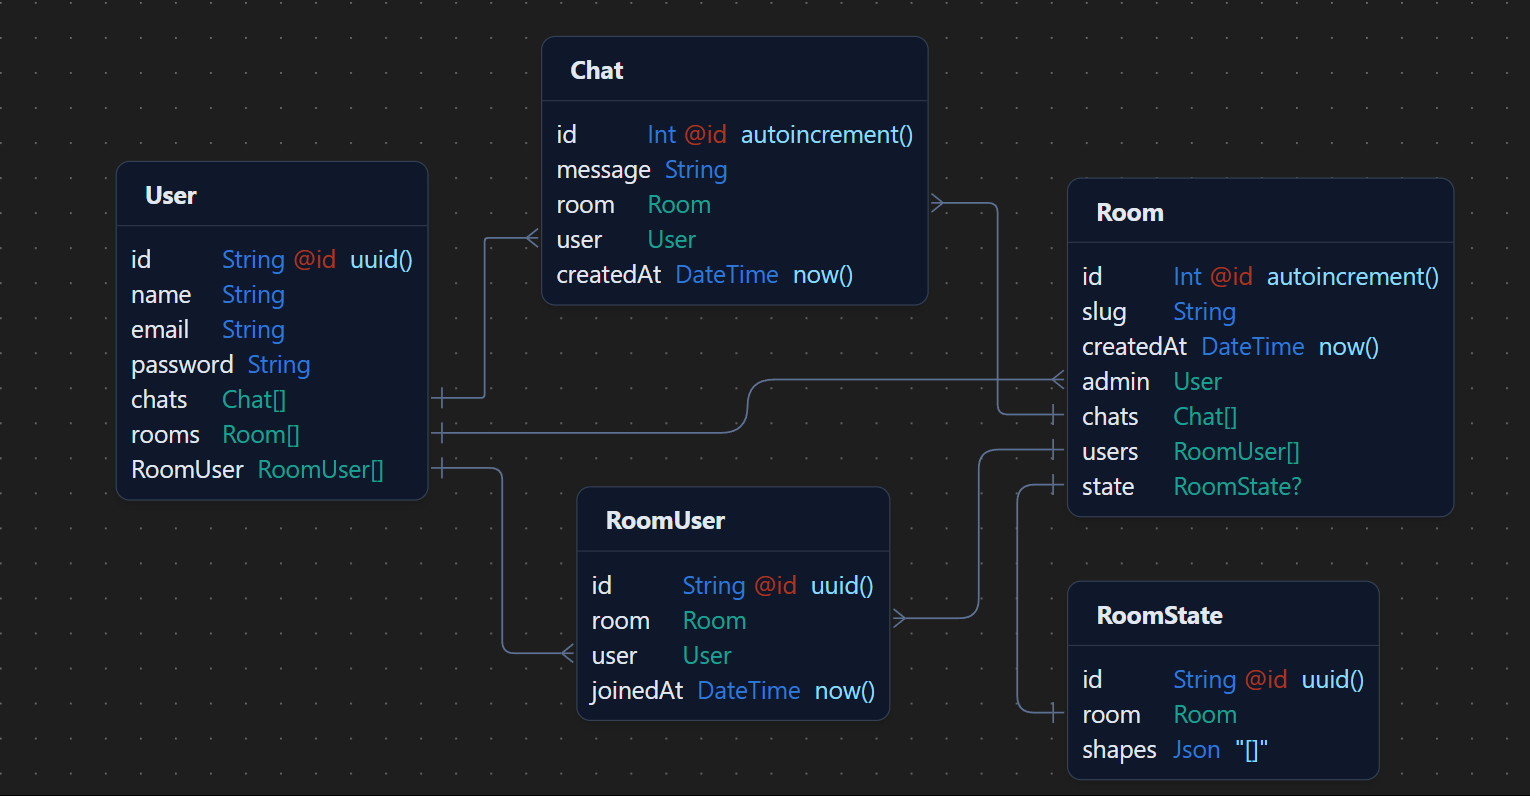 Chat
id Int @id autoincrement()
message String
room Room
user User
createdAt DateTime now()
User
id String @id uuid()
name String
email String
password String
chats Chat[]
rooms Room[]
RoomUser RoomUser[]
Room
id Int @id autoincrement()
slug String
createdAt DateTime now()
admin User
chats Chat[]
users RoomUser[]
state RoomState?
RoomUser
id String @id uuid()
room Room
user User
joinedAt DateTime now()
RoomState
id String @id uuid()
room Room
shapes Json "[]"